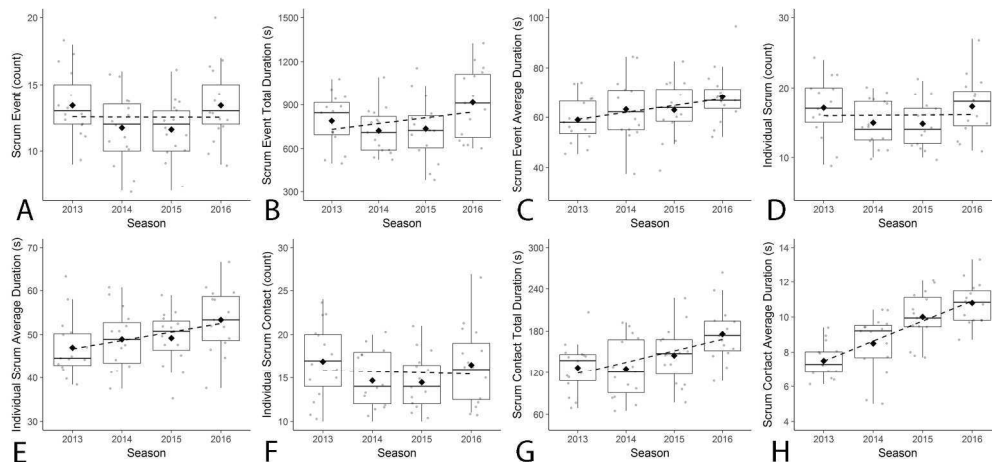 Scrum Event (count)
20
15
10
2013 2014 2015 2016
Season
A
Scrum Event Total Duration (s)
1500
1200
900
600
300
2013 2014 2015 2016
Season
B
Scrum Event Average Duration (s)
100
80
60
40
2013 2014 2015 2016
Season
C
Individual Scrum (count)
30
20
10
2013 2014 2015 2016
Season
D
Individual Scrum Average Duration (s)
70
60
50
40
30
2013 2014 2015 2016
Season
E
Individual Scrum Contact (count)
30
25
20
15
10
2013 2014 2015 2016
Season
F
Scrum Contact Total Duration (s)
300
240
180
120
60
2013 2014 2015 2016
Season
G
Scrum Contact Average Duration (s)
14
12
10
8
6
4
2013 2014 2015 2016
Season
H